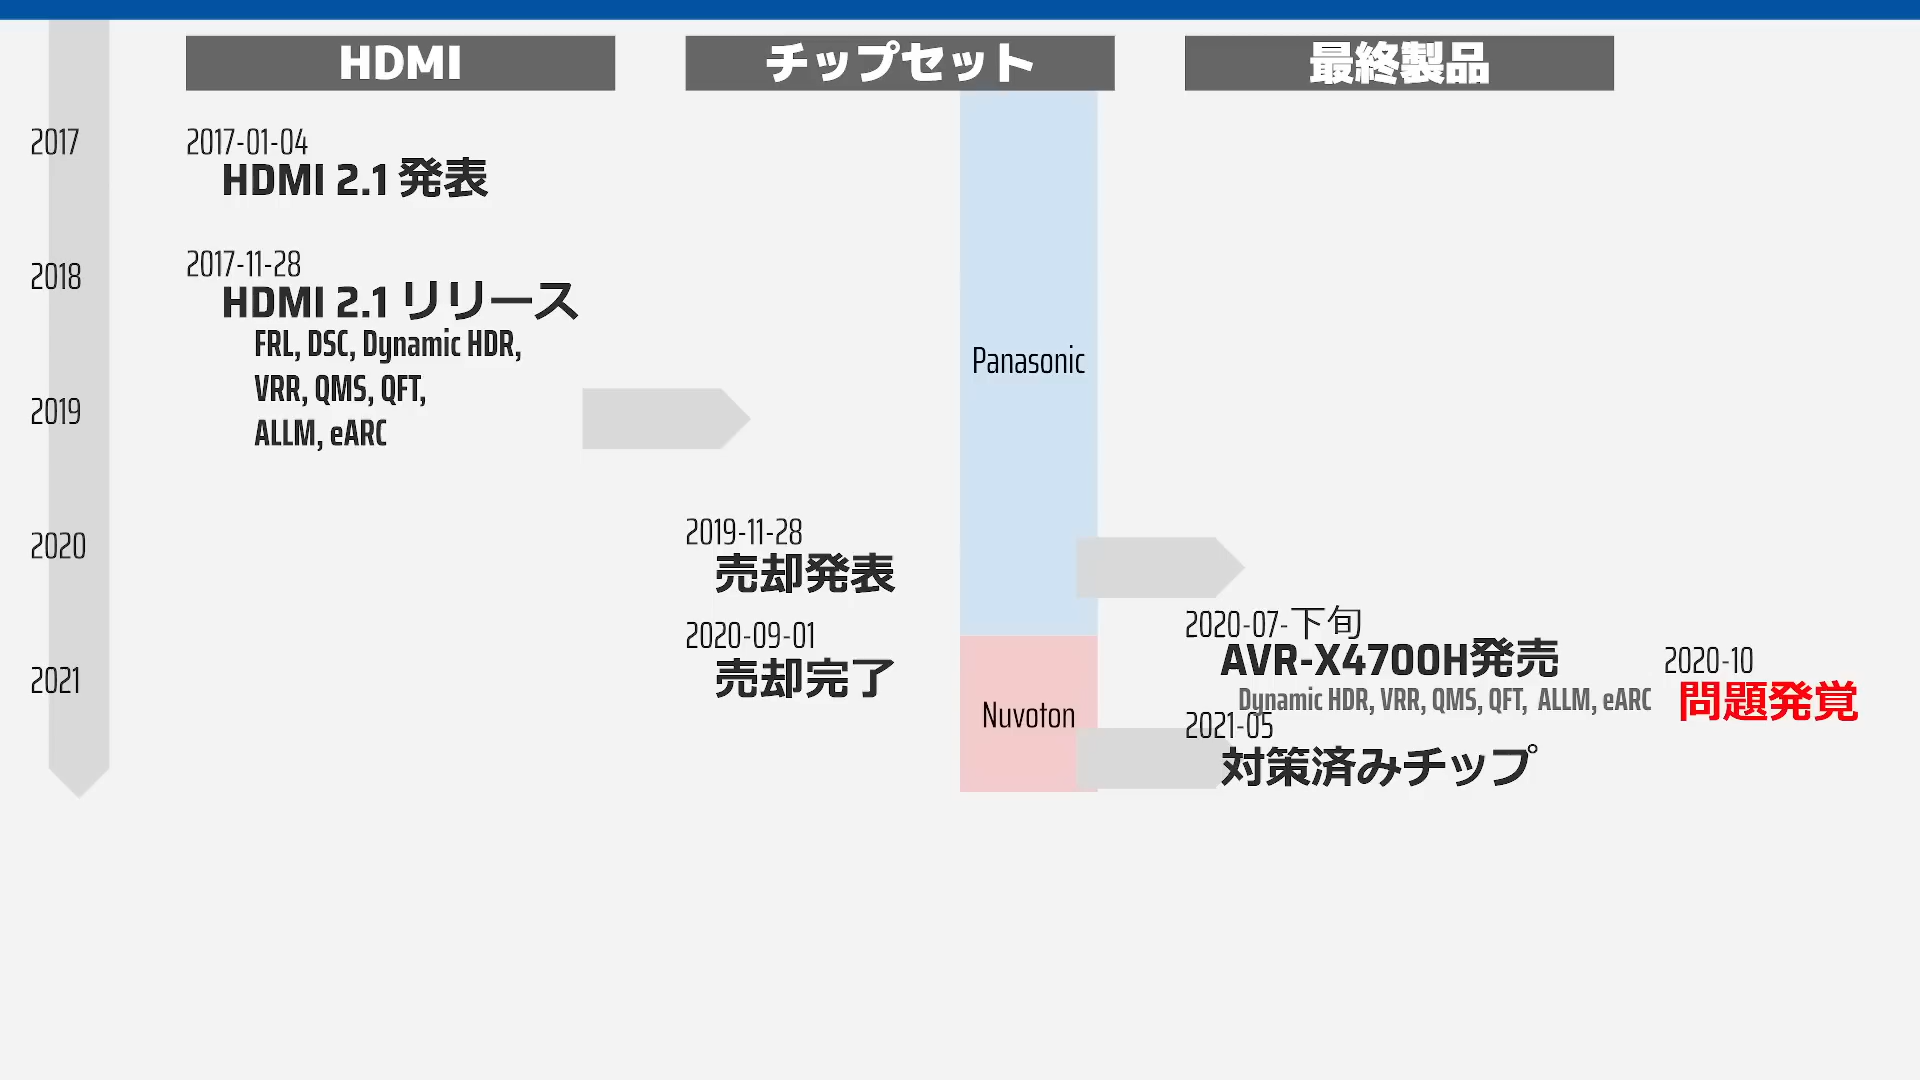 HDMI
チップセット
最終製品
2017
2018
2019
2020
2021
2017-01-04
HDMI 2.1 発表
2017-11-28
HDMI 2.1 リリース
FRL, DSC, Dynamic HDR,
VRR, QMS, QFT,
ALLM, eARC
Panasonic
2019-11-28
売却発表
2020-09-01
売却完了
Nuvoton
2020-07-下旬
AVR-X4700H発売
Dynamic HDR, VRR, QMS, QFT, ALLM, eARC
2020-10
問題発覚
2021-05
対策済みチップ